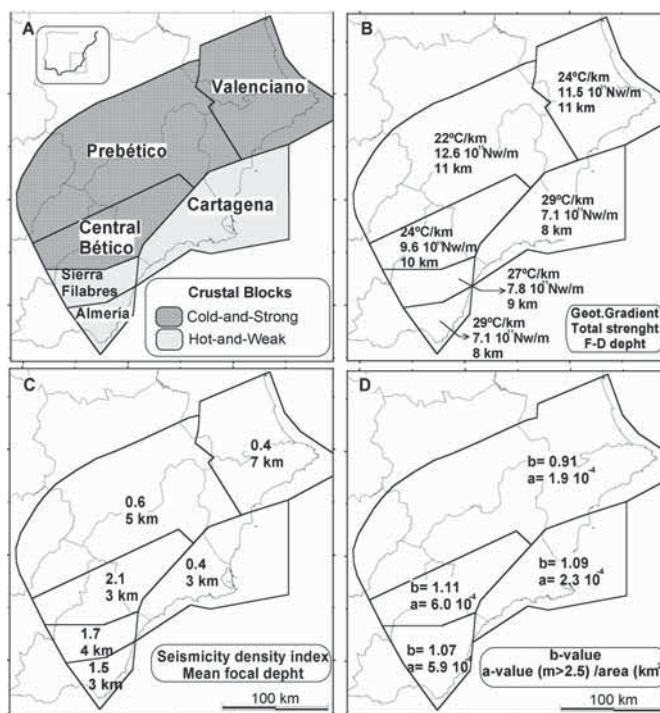 A
Valenciano
Prebético
Cartagena
Central
Bético
Sierra
Filabres
Almería
Crustal Blocks
Cold-and-Strong
Hot-and-Weak
B
24ºC/km
11.5 10 Nw/m
11 km
22ºC/km
12.6 10 Nw/m
11 km
29ºC/km
7.1 10 Nw/m
8 km
24ºC/km
9.6 10 Nw/m
10 km
27ºC/km
7.8 10 Nw/m
9 km
29ºC/km
7.1 10 Nw/m
8 km
Geot.Gradient
Total strenght
F-D depht
C
0.4
7 km
0.6
5 km
0.4
3 km
2.1
3 km
1.7
4 km
1.5
3 km
Seismicity density index
Mean focal depht
100 km
D
b= 0.91
a= 1.9 10-4
b= 1.09
a= 2.3 10-4
b= 1.11
a= 6.0 10-4
b= 1.07
a= 5.9 10
b-value
a-value (m>2.5) /area (km²
100 km